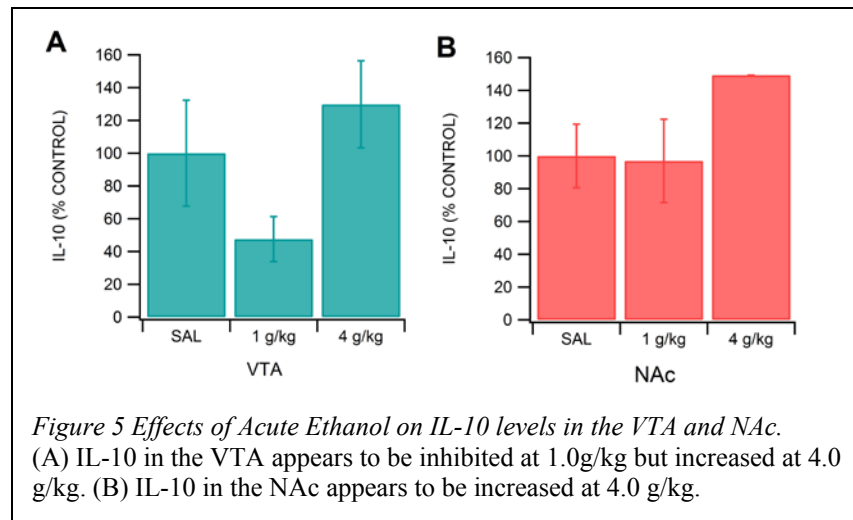 A
160
140
120
100
80
60
40
20
0
IL-10 (% CONTROL)
SAL 1 g/kg 4 g/kg
VTA
B
160
140
120
100
80
60
40
20
0
IL-10 (% CONTROL)
SAL 1 g/kg 4 g/kg
NAc
Figure 5 Effects of Acute Ethanol on IL-10 levels in the VTA and NAc.
(A) IL-10 in the VTA appears to be inhibited at 1.0g/kg but increased at 4.0
g/kg. (B) IL-10 in the NAc appears to be increased at 4.0 g/kg.